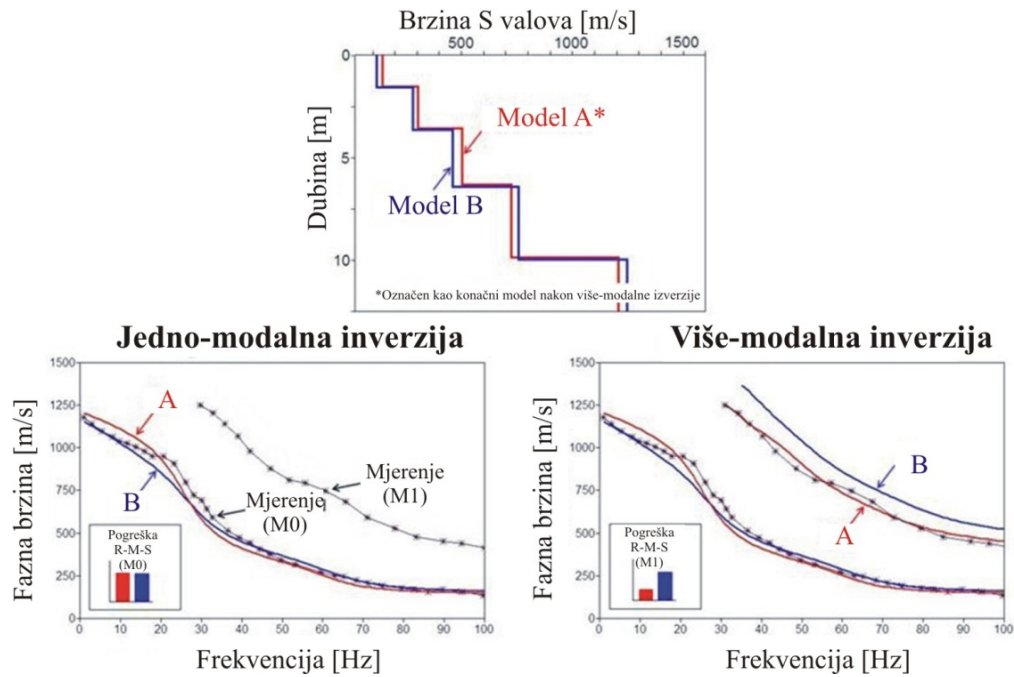 Brzina S valova [m/s]
500
1000
1500
0
5
10
Dubina [m]
Model A*
Model B
*Označen kao konačni model nakon više-modalne izverzije
Jedno-modalna inverzija
1500
1250
1000
750
500
250
0
Fazna brzina [m/s]
A
B
Mjerenje
(M1)
Mjerenje
(M0)
Pogreška
R-M-S
(M0)
0 10 20 30 40 50 60 70 80 90 100
Frekvencija [Hz]
Više-modalna inverzija
1500
1250
1000
750
500
250
0
Fazna brzina [m/s]
B
A
Pogreška
R-M-S
(M1)
0 10 20 30 40 50 60 70 80 90 100
Frekvencija [Hz]